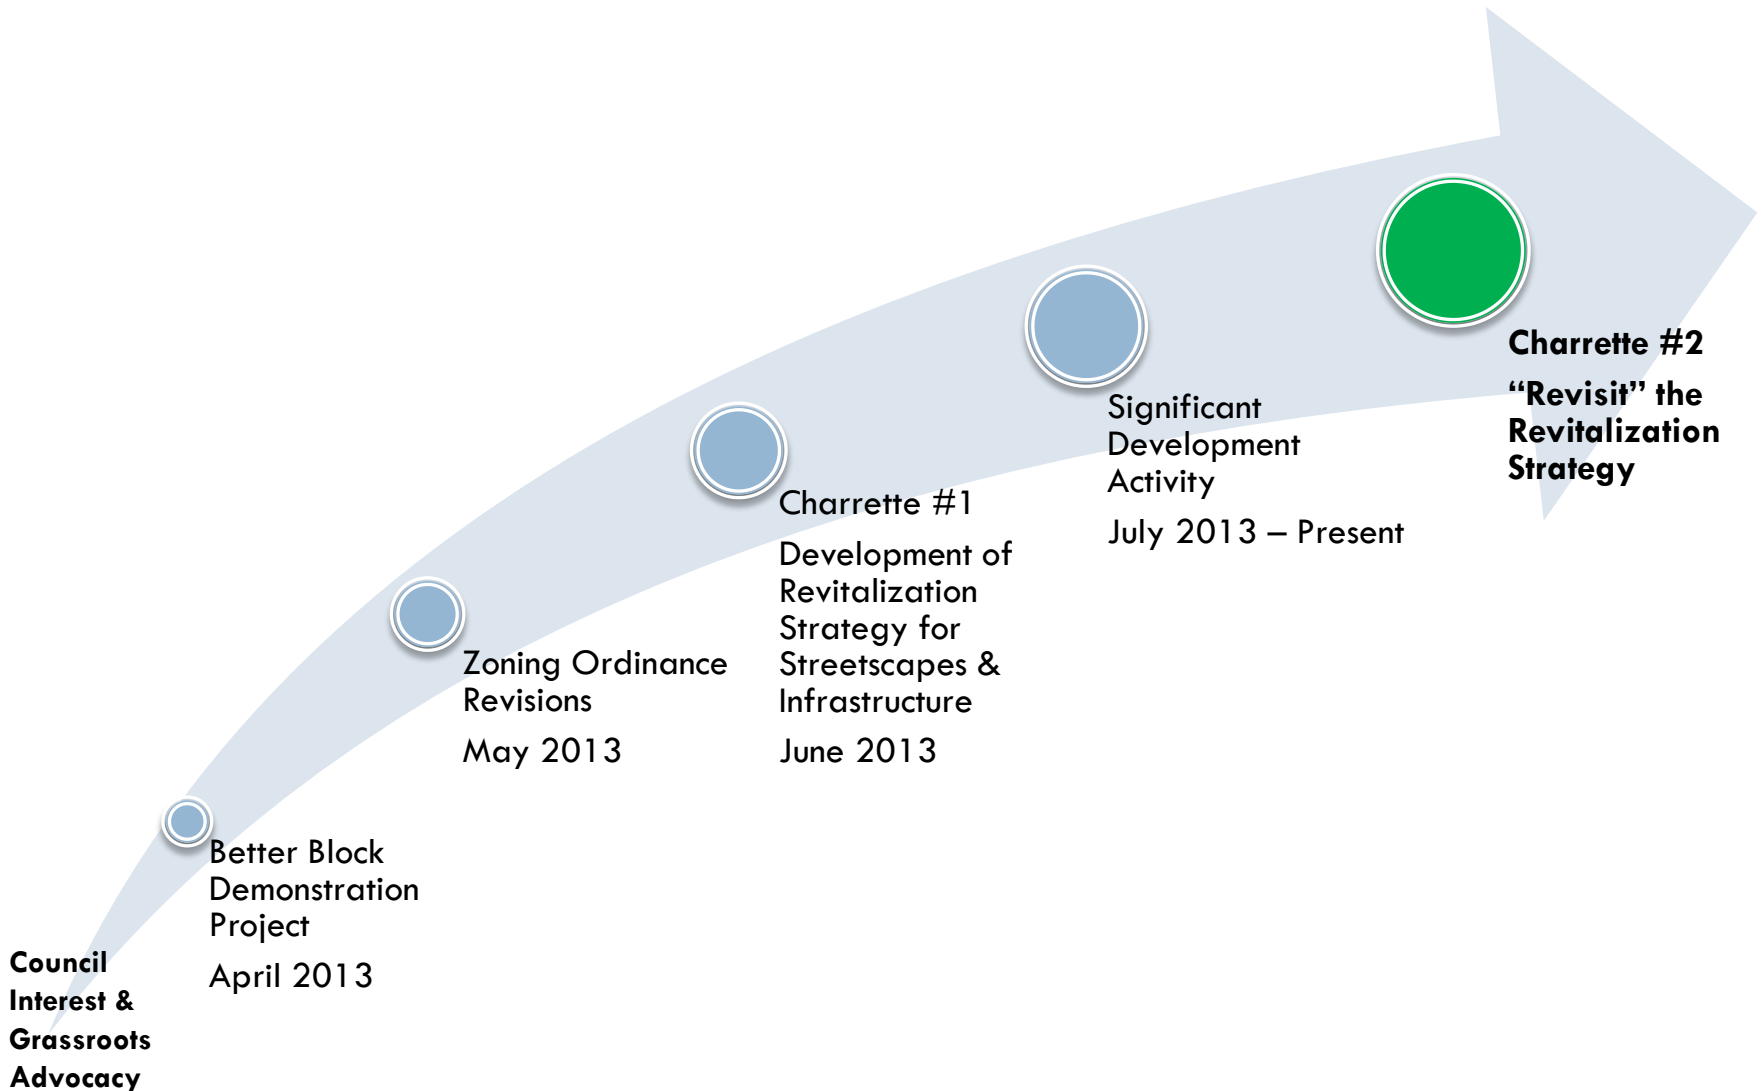 Council
Interest &
Grassroots
Advocacy
Better Block
Demonstration
Project
April 2013
Zoning Ordinance
Revisions
May 2013
Charrette #1
Development of
Revitalization
Strategy for
Streetscapes &
Infrastructure
June 2013
Significant
Development
Activity
July 2013 – Present
Charrette #2
“Revisit” the
Revitalization
Strategy